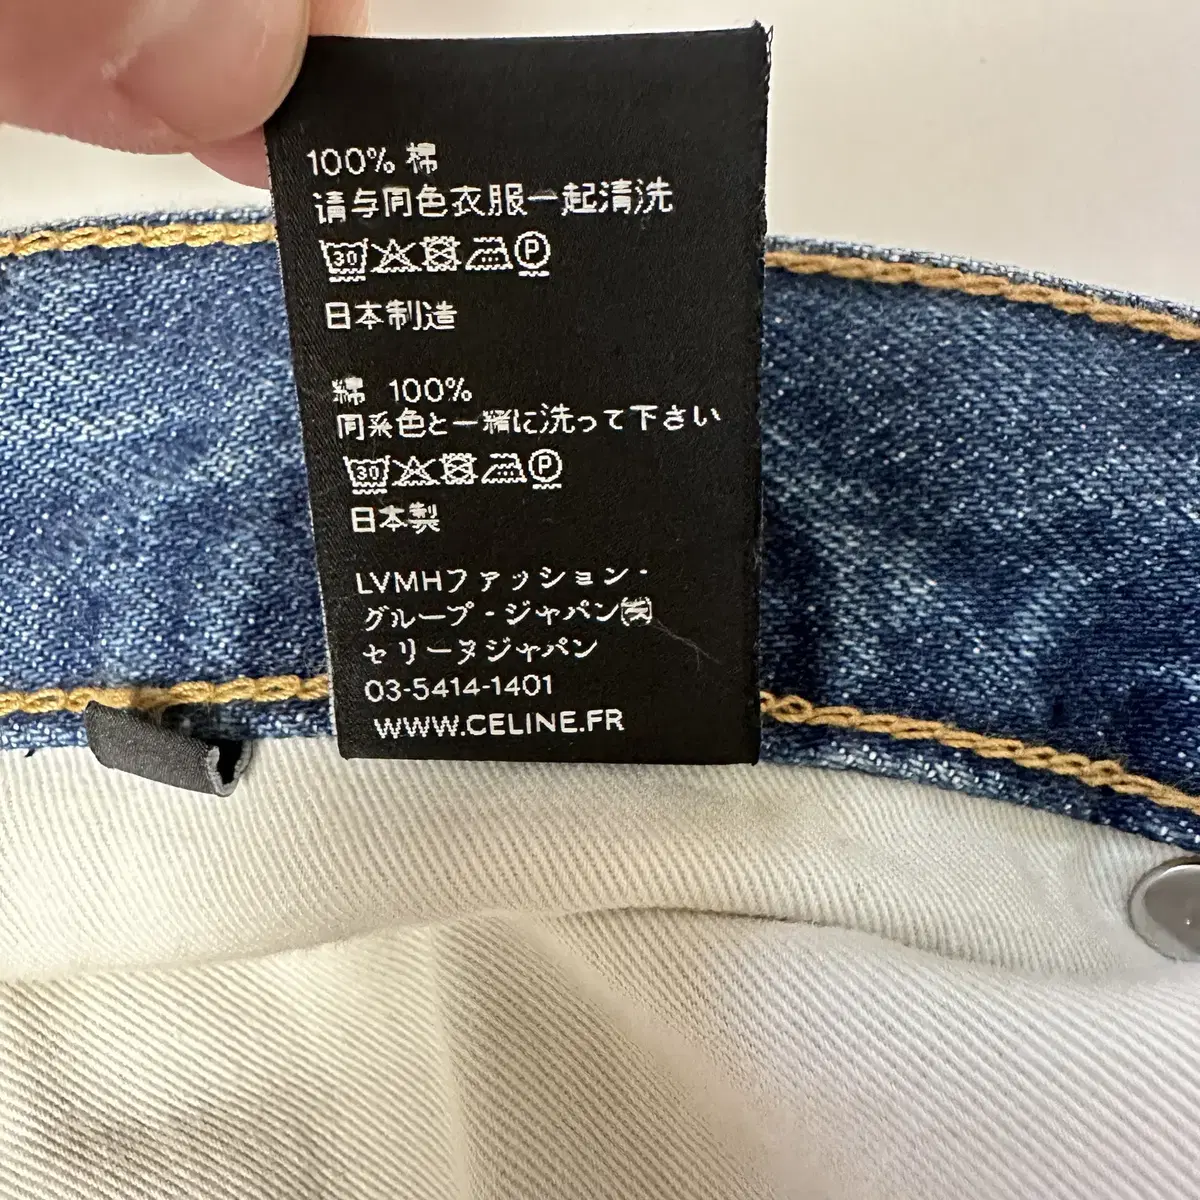 100% 棉
请与同色衣服一起清洗
30 P
日本制造
綿 100%
同系色と一緒に洗って下さい
30 P
日本製
LVMHファッション・
グループ・ジャパン㈱
セリーヌジャパン
03-5414-1401
WWW.CELINE.FR